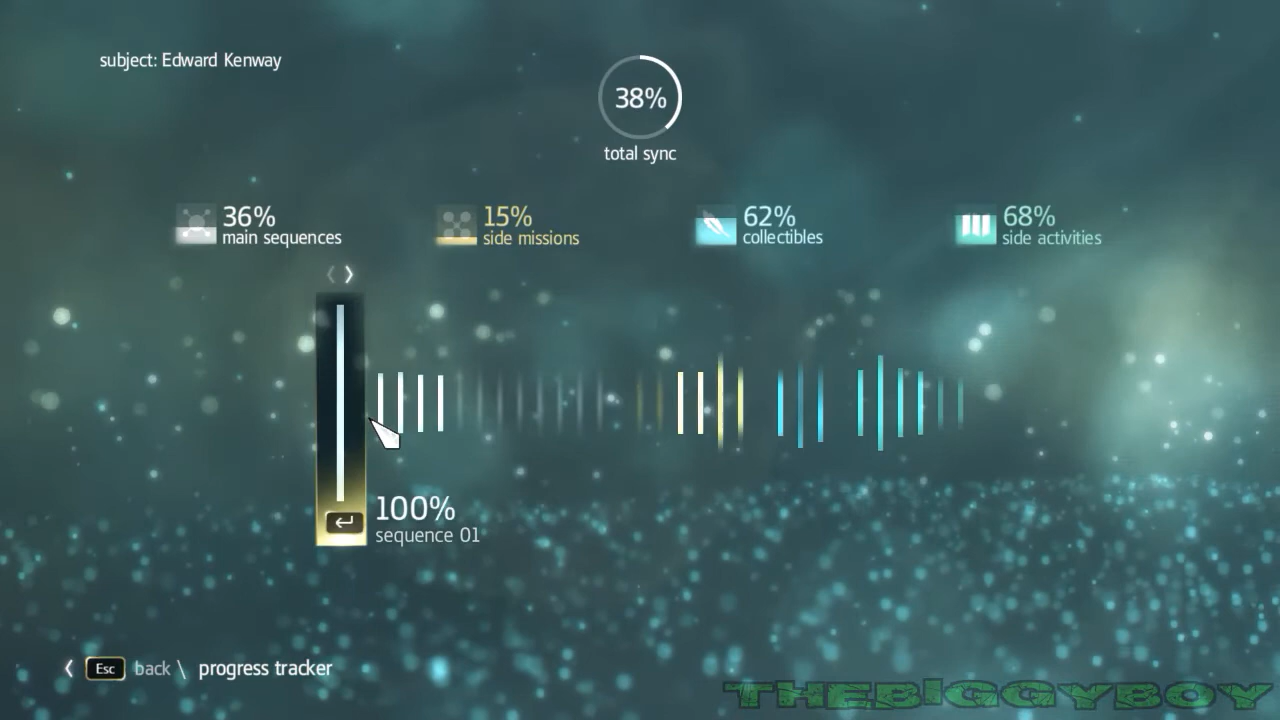 subject: Edward Kenway
38%
total sync
36%
main sequences
15%
side missions
62%
collectibles
68%
side activities
100%
sequence 01
Esc back \ progress tracker
THEBIGGYBOY